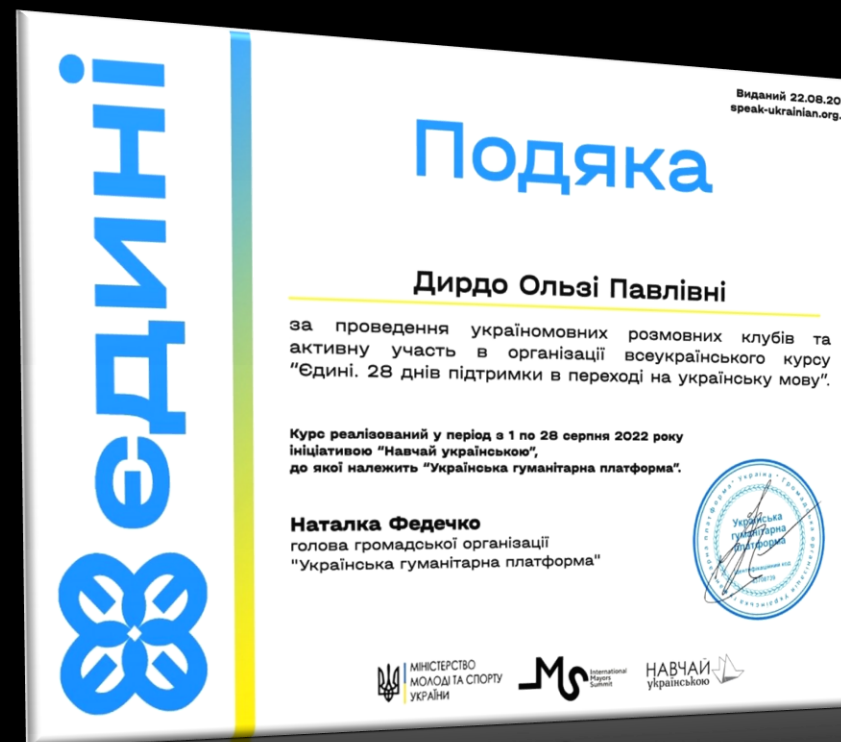 єдині
Виданий 22.08.20
speak-ukrainian.org.
Подяка
Дирдо Ользі Павлівні
за проведення україномовних розмовних клубів та
активну участь в організації всеукраїнського курсу
"Єдині. 28 днів підтримки в переході на українську мову".
Курс реалізований у період з 1 по 28 серпня 2022 року
ініціативою "Навчай українською",
до якої належить "Українська гуманітарна платформа".
Наталка Федечко
голова громадської організації
"Українська гуманітарна платформа"
Українська
гуманітарна
платформа
МІНІСТЕРСТВО
МОЛОДІ ТА СПОРТУ
УКРАЇНИ
MS
International
Mayors
Summit
НАВЧАЙ
українською